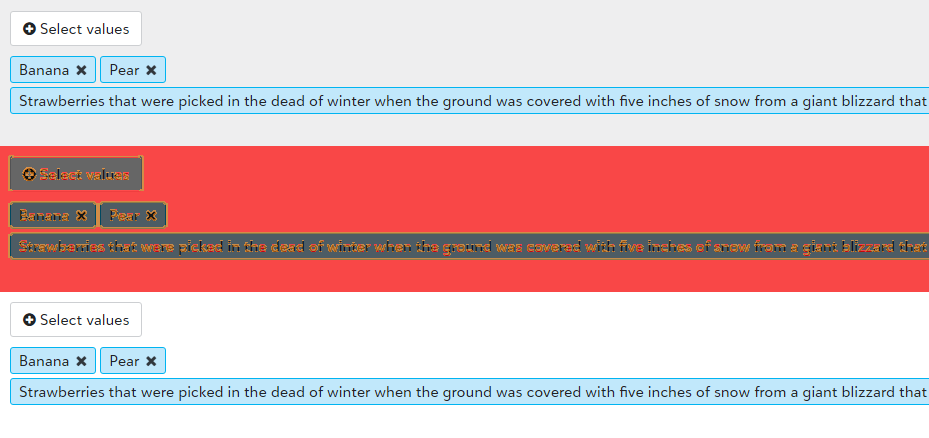 Select values
Banana Pear
Strawberries that were picked in the dead of winter when the ground was covered with five inches of snow from a giant blizzard that
Select values
Banana Pear
Strawberries that were picked in the dead of winter when the ground was covered with five inches of snow from a giant blizzard that
Select values
Banana Pear
Strawberries that were picked in the dead of winter when the ground was covered with five inches of snow from a giant blizzard that